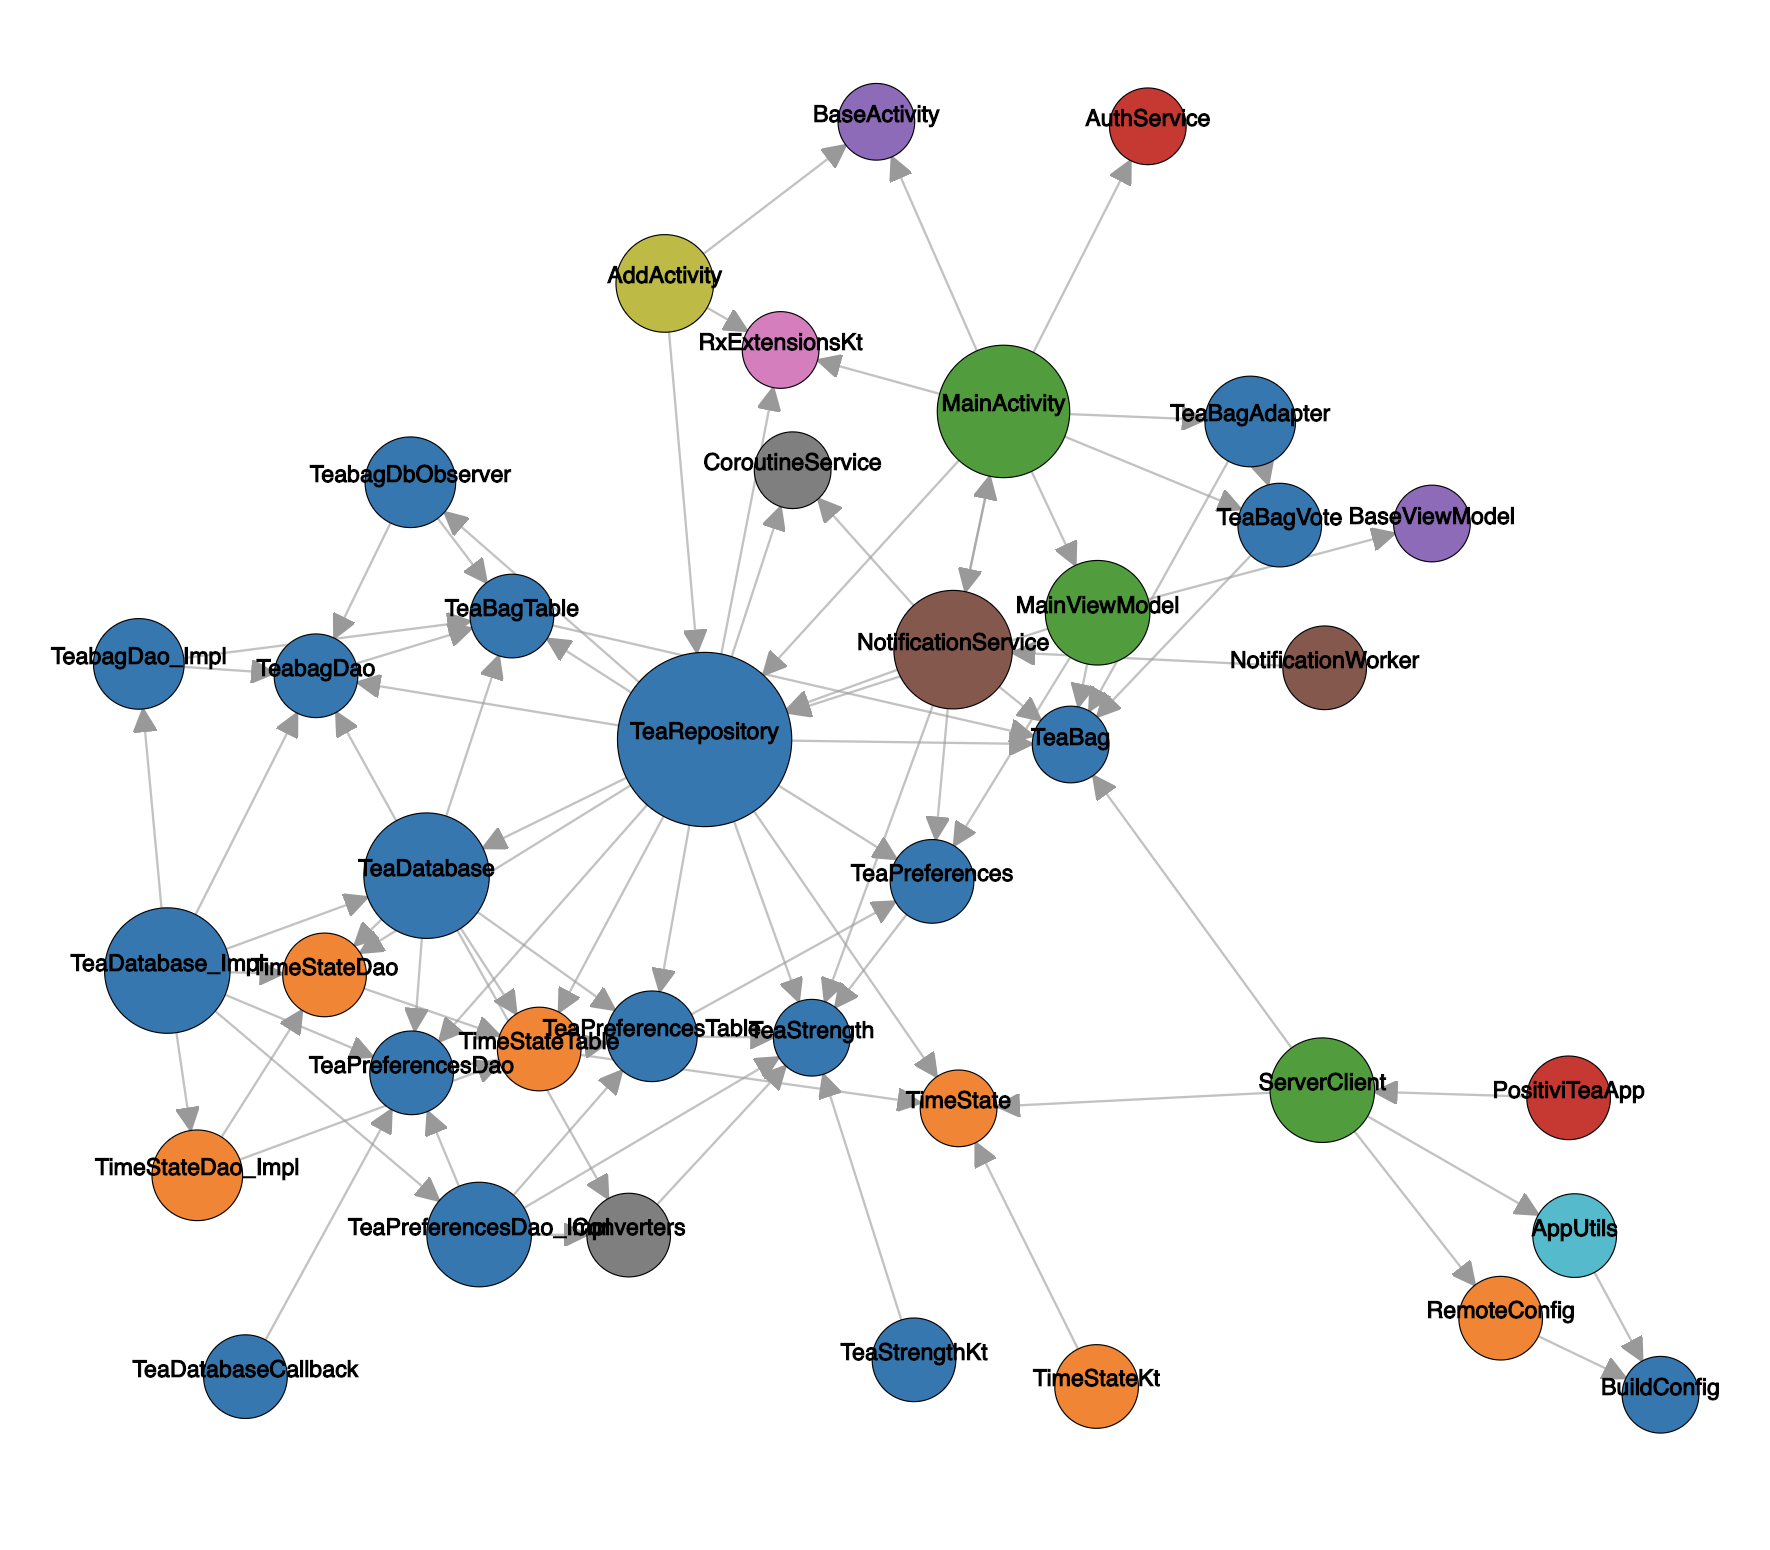 BaseActivity
AuthService
AddActivity
RxExtensionsKt
MainActivity
TeaBagAdapter
CoroutineService
TeabagDbObserver
TeaBagVote
BaseViewModel
TeaBagTable
MainViewModel
NotificationService
TeabagDao_Impl
TeabagDao
NotificationWorker
TeaRepository
TeaBag
TeaDatabase
TeaPreferences
TeaDatabase_Impl
TimeStateDao
TeaPreferencesTable
TeaStrength
TimeStateTable
TeaPreferencesDao
TimeState
ServerClient
PositiviTeaApp
TimeStateDao_Impl
TeaPreferencesDao_Impl
Converters
AppUtils
RemoteConfig
TeaDatabaseCallback
TeaStrengthKt
TimeStateKt
BuildConfig